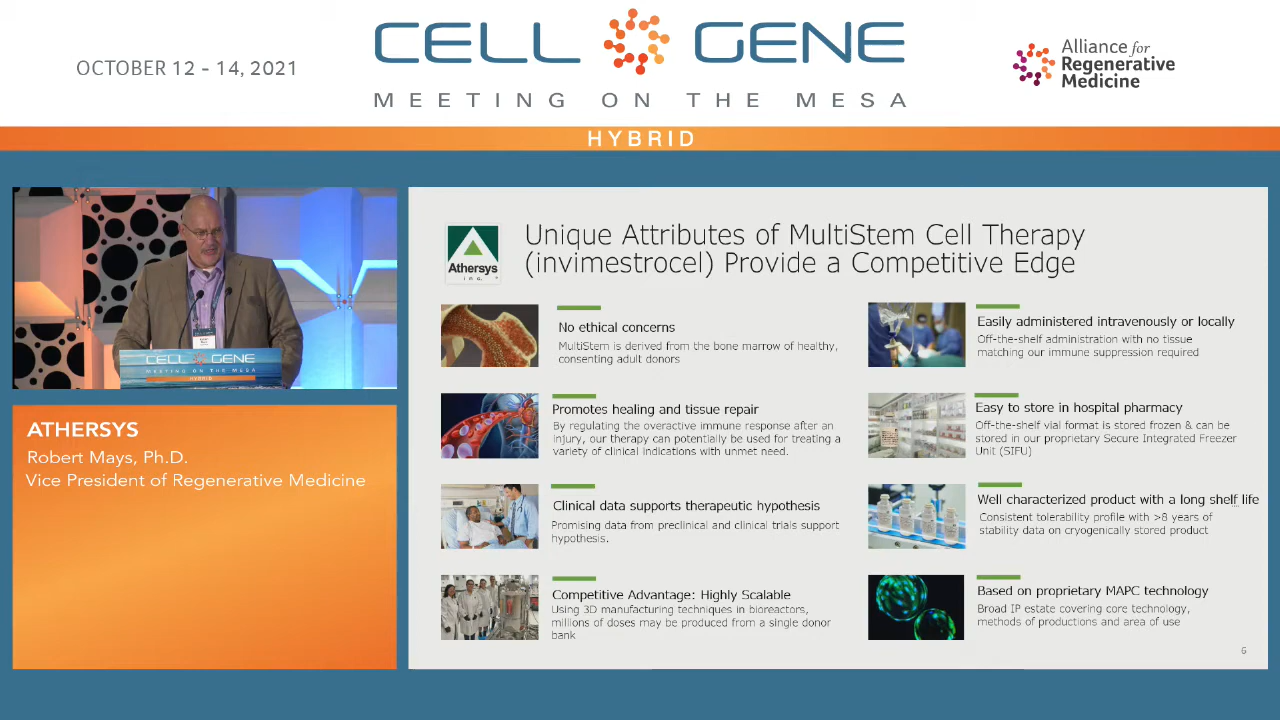 OCTOBER 12 - 14, 2021
CELL GENE
MEETING ON THE MESA
Alliance for
Regenerative
Medicine
HYBRID
CELL GENE
MEETING ON THE MESA
HYBRID
ATHERSYS
Robert Mays, Ph.D.
Vice President of Regenerative Medicine
Athersys
INC.
Unique Attributes of MultiStem Cell Therapy
(invimestrocel) Provide a Competitive Edge
No ethical concerns
MultiStem is derived from the bone marrow of healthy,
consenting adult donors
Promotes healing and tissue repair
By regulating the overactive immune response after an
injury, our therapy can potentially be used for treating a
variety of clinical indications with unmet need.
Clinical data supports therapeutic hypothesis
Promising data from preclinical and clinical trials support
hypothesis.
Competitive Advantage: Highly Scalable
Using 3D manufacturing techniques in bioreactors,
millions of doses may be produced from a single donor
bank
Easily administered intravenously or locally
Off-the-shelf administration with no tissue
matching our immune suppression required
Easy to store in hospital pharmacy
Off-the-shelf vial format is stored frozen & can be
stored in our proprietary Secure Integrated Freezer
Unit (SIFU)
Well characterized product with a long shelf life
Consistent tolerability profile with >8 years of
stability data on cryogenically stored product
Based on proprietary MAPC technology
Broad IP estate covering core technology,
methods of productions and area of use
6